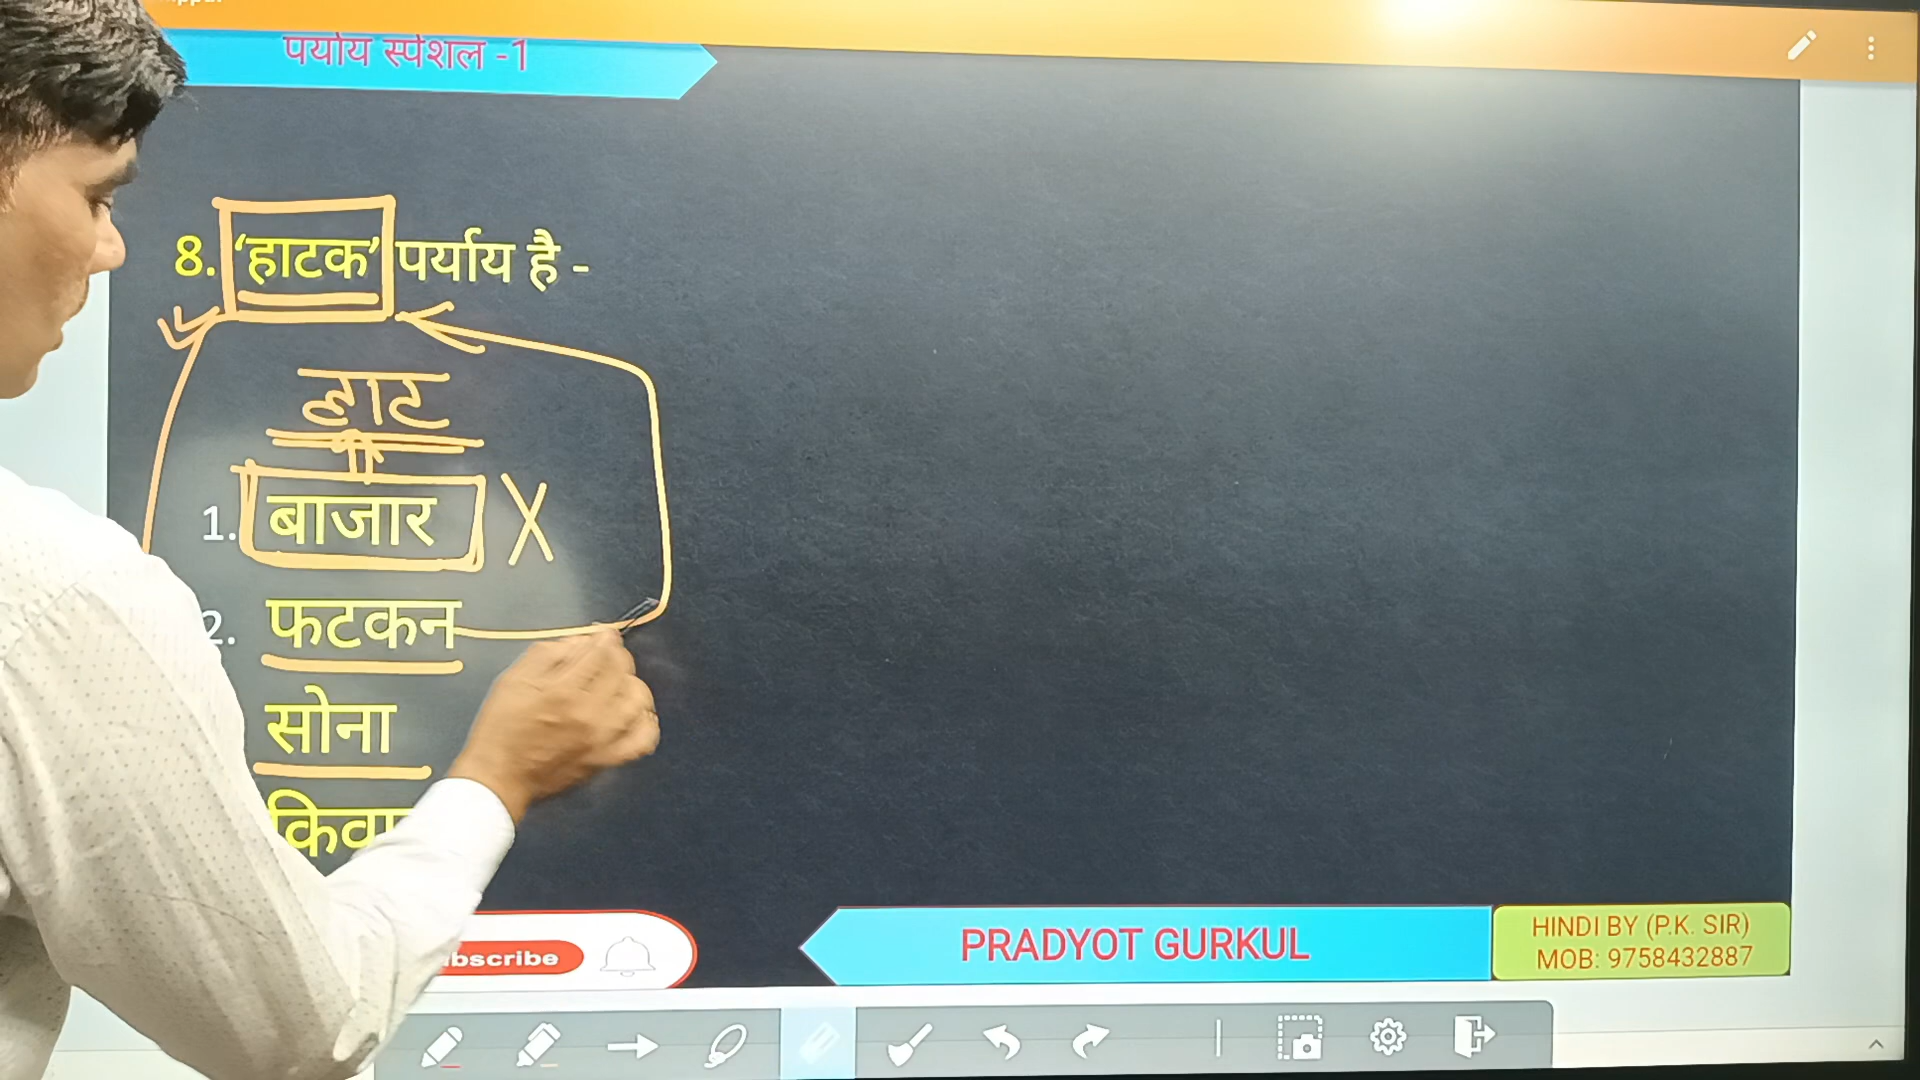 पर्याय स्पेशल -1
8. ‘हाटक’ पर्याय है -
हाट
1. बाजार X
2. फटकन
सोना
PRADYOT GURKUL
HINDI BY (P.K. SIR)
MOB: 9758432887